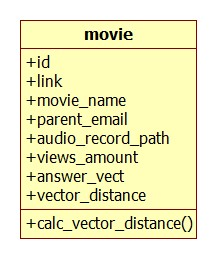 movie
+id
+link
+movie_name
+parent_email
+audio_record_path
+views_amount
+answer_vect
+vector_distance
+calc_vector_distance()